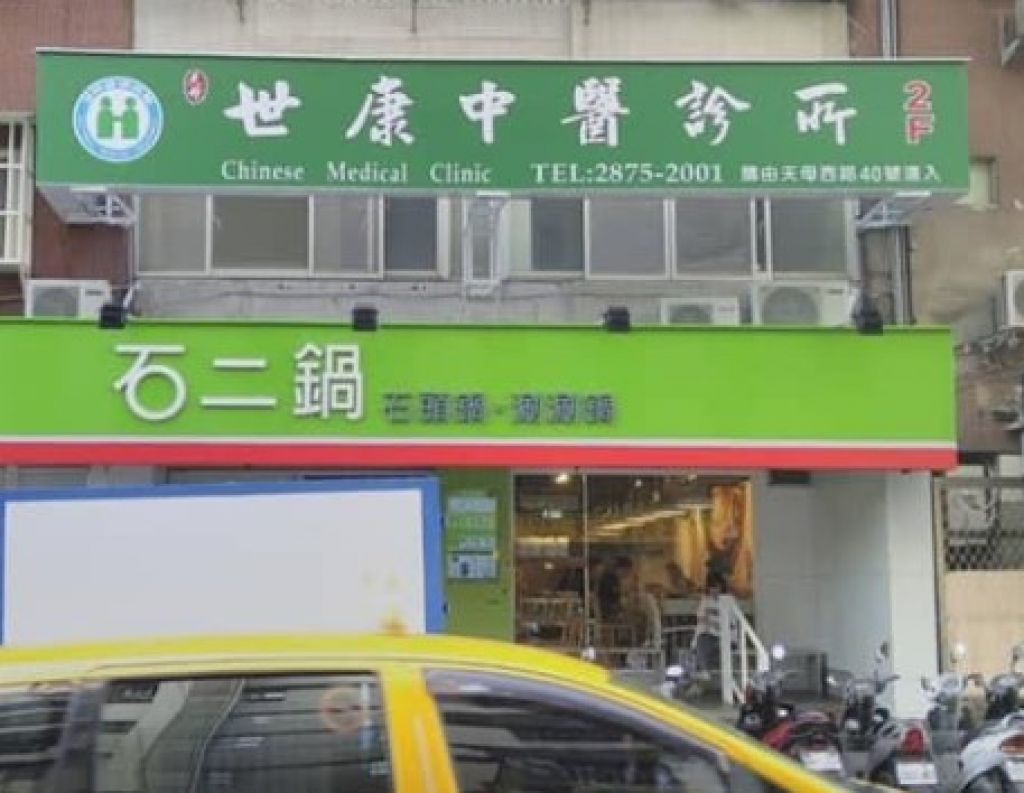 世康中醫診所 2F
Chinese Medical Clinic TEL:2875-2001 請由天母西路40號進入
石二鍋 石頭鍋·涮涮鍋